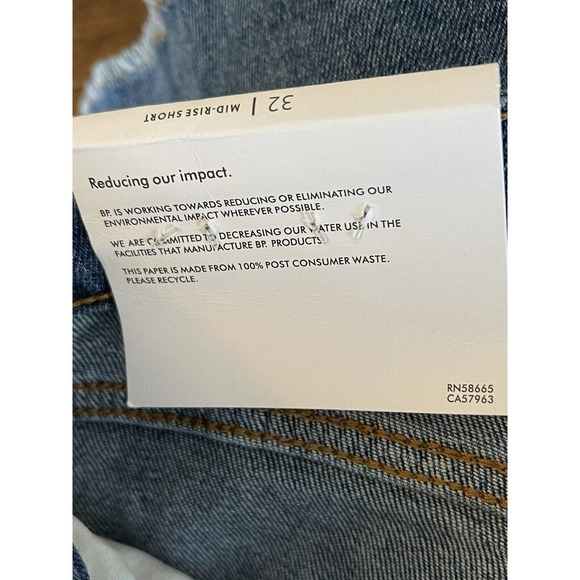 32 | MID-RISE SHORT
Reducing our impact.
BP. IS WORKING TOWARDS REDUCING OR ELIMINATING OUR
ENVIRONMENTAL IMPACT WHEREVER POSSIBLE.
WE ARE COMMITTED TO DECREASING OUR WATER USE IN THE
FACILITIES THAT MANUFACTURE BP. PRODUCTS.
THIS PAPER IS MADE FROM 100% POST CONSUMER WASTE.
PLEASE RECYCLE.
RN58665
CA57963